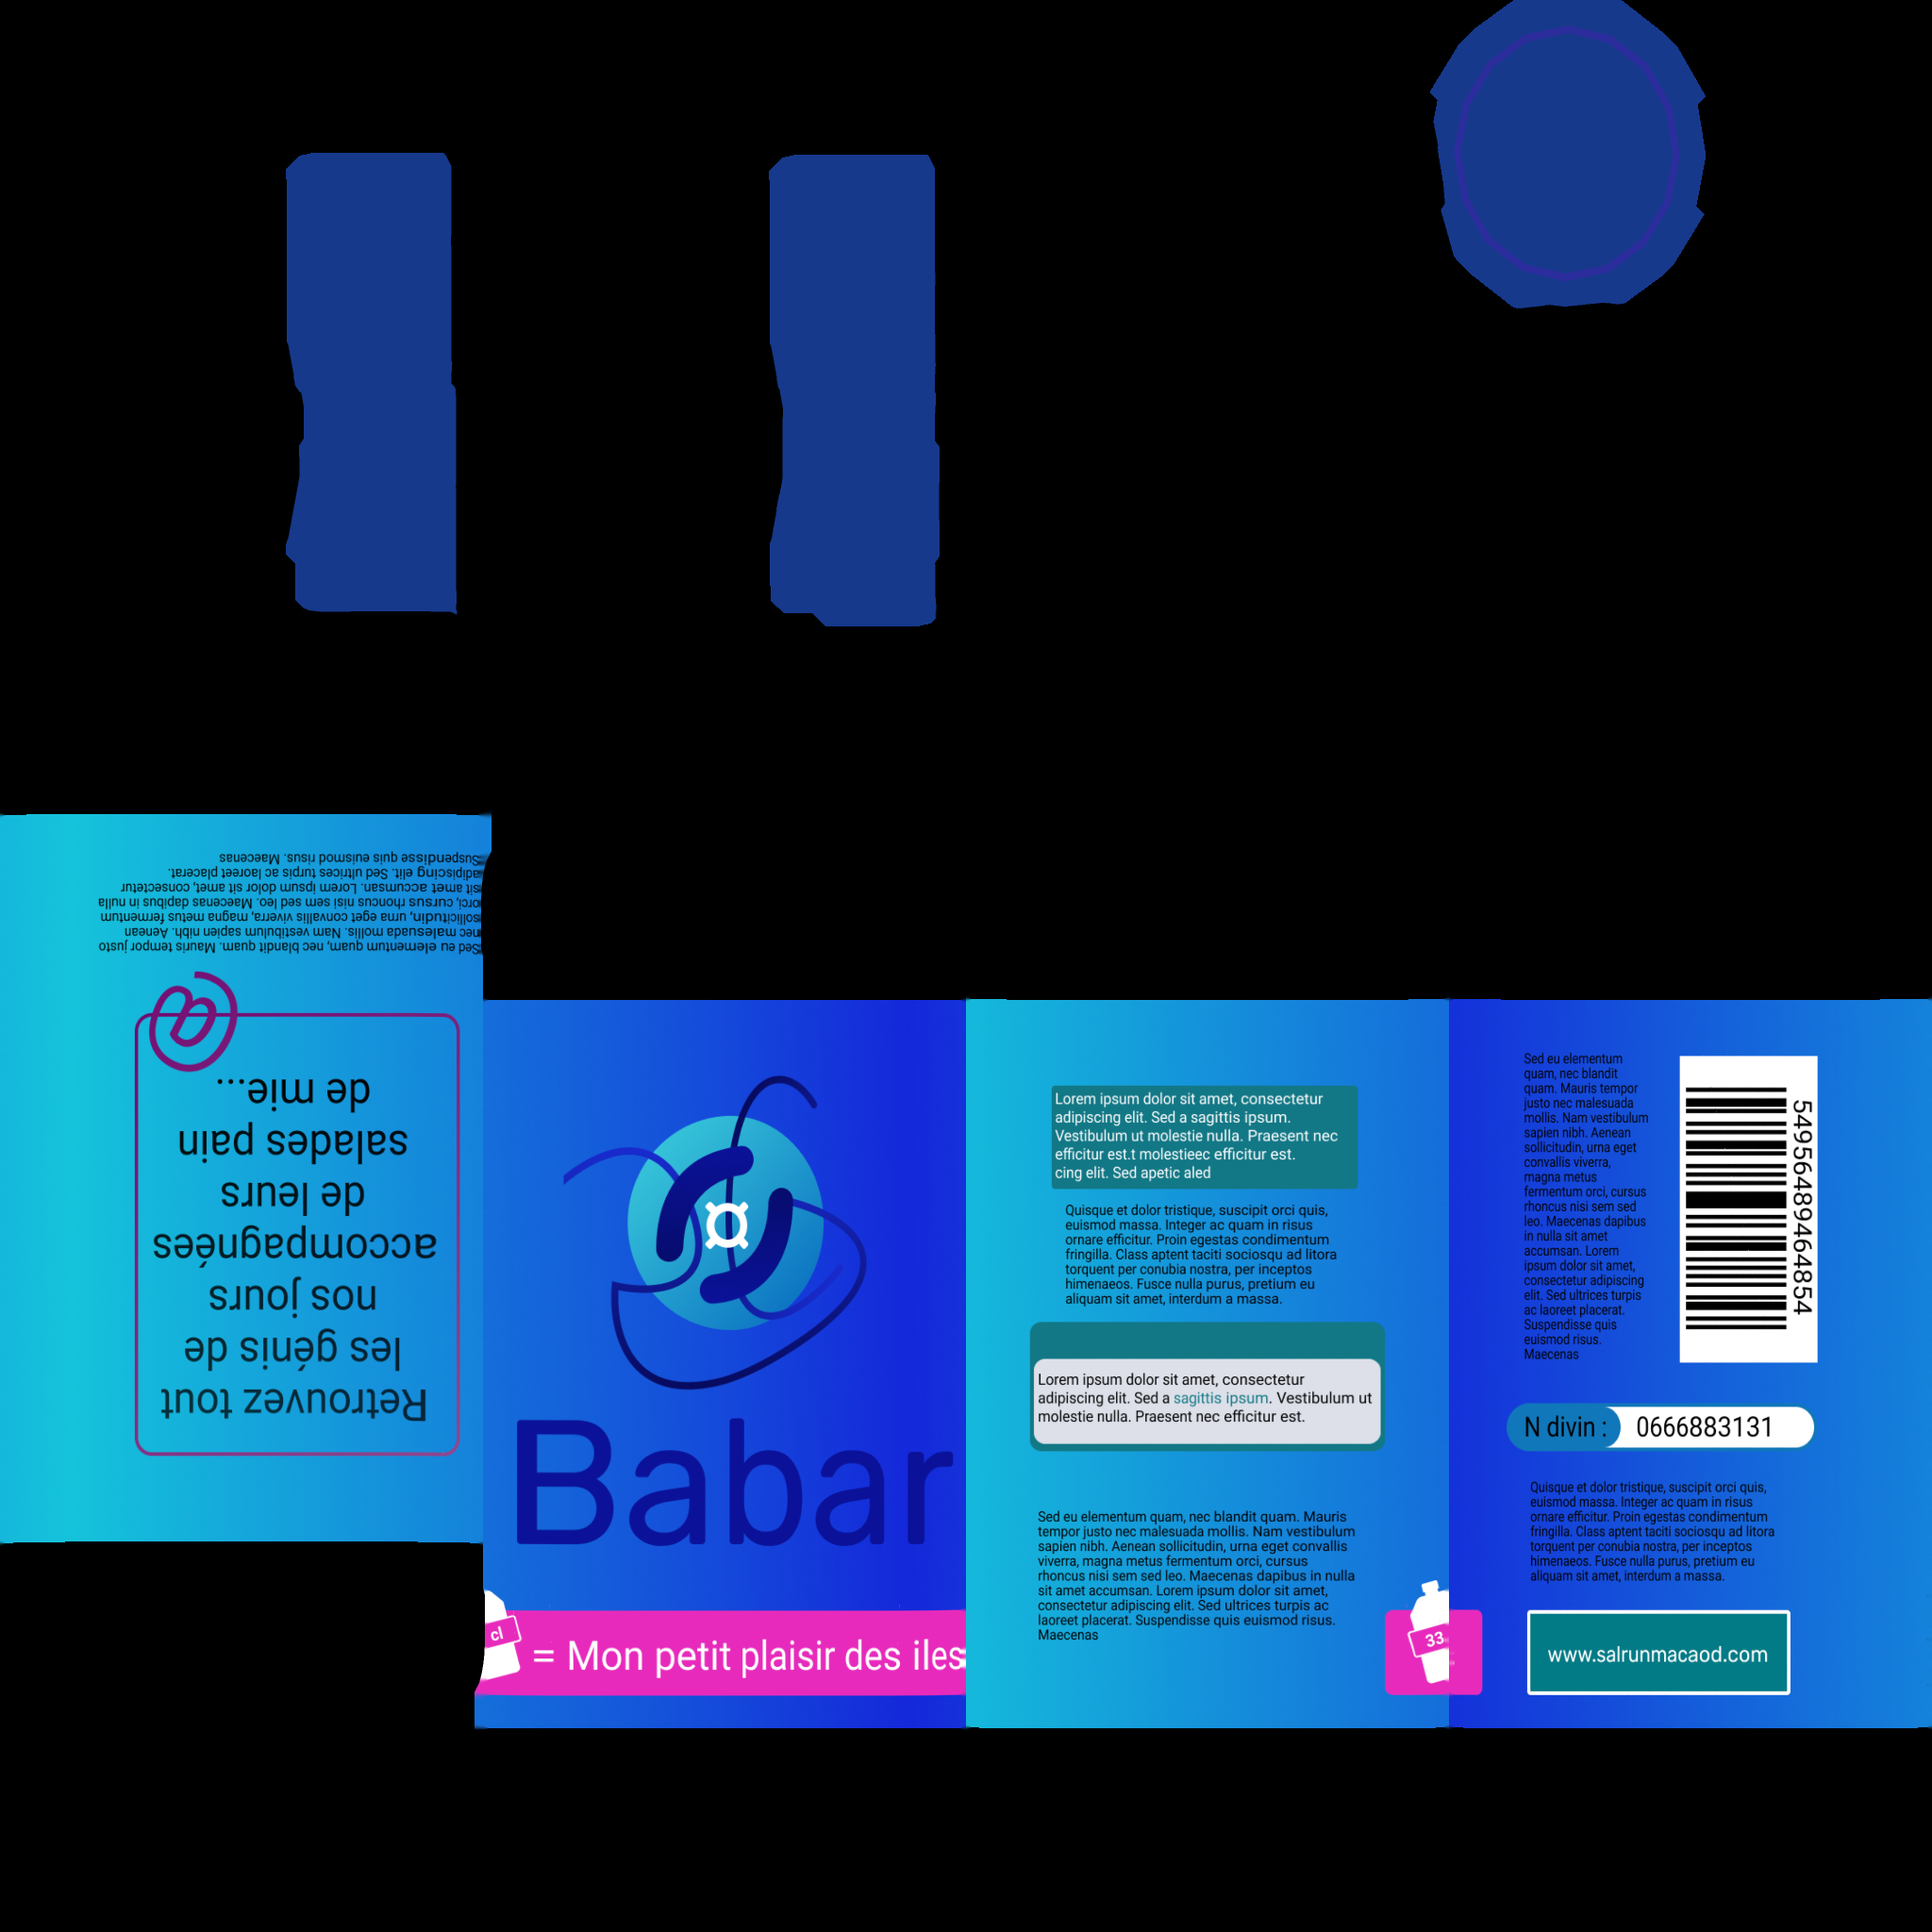 Retrouvez tout
les génis de
nos jours
accompagnées
de leurs
salades pain
de mie...
Sed eu elementum quam, nec blandit quam. Mauris tempor justo
nec malesuada mollis. Nam vestibulum sapien nibh. Aenean
sollicitudin, urna eget convallis viverra, magna metus fermentum
orci, cursus rhoncus nisi sem sed leo. Maecenas dapibus in nulla
sit amet accumsan. Lorem ipsum dolor sit amet, consectetur
adipiscing elit. Sed ultrices turpis ac laoreet placerat.
Suspendisse quis euismod risus. Maecenas
Babar
cl
= Mon petit plaisir des iles
Lorem ipsum dolor sit amet, consectetur
adipiscing elit. Sed a sagittis ipsum.
Vestibulum ut molestie nulla. Praesent nec
efficitur est.t molestieec efficitur est.
cing elit. Sed apetic aled
Quisque et dolor tristique, suscipit orci quis,
euismod massa. Integer ac quam in risus
ornare efficitur. Proin egestas condimentum
fringilla. Class aptent taciti sociosqu ad litora
torquent per conubia nostra, per inceptos
himenaeos. Fusce nulla purus, pretium eu
aliquam sit amet, interdum a massa.
Lorem ipsum dolor sit amet, consectetur
adipiscing elit. Sed a sagittis ipsum. Vestibulum ut
molestie nulla. Praesent nec efficitur est.
Sed eu elementum quam, nec blandit quam. Mauris
tempor justo nec malesuada mollis. Nam vestibulum
sapien nibh. Aenean sollicitudin, urna eget convallis
viverra, magna metus fermentum orci, cursus
rhoncus nisi sem sed leo. Maecenas dapibus in nulla
sit amet accumsan. Lorem ipsum dolor sit amet,
consectetur adipiscing elit. Sed ultrices turpis ac
laoreet placerat. Suspendisse quis euismod risus.
Maecenas
33
Sed eu elementum
quam, nec blandit
quam. Mauris tempor
justo nec malesuada
mollis. Nam vestibulum
sapien nibh. Aenean
sollicitudin, urna eget
convallis viverra,
magna metus
fermentum orci, cursus
rhoncus nisi sem sed
leo. Maecenas dapibus
in nulla sit amet
accumsan. Lorem
ipsum dolor sit amet,
consectetur adipiscing
elit. Sed ultrices turpis
ac laoreet placerat.
Suspendisse quis
euismod risus.
Maecenas
5495648946464854
N divin :  0666883131
Quisque et dolor tristique, suscipit orci quis,
euismod massa. Integer ac quam in risus
ornare efficitur. Proin egestas condimentum
fringilla. Class aptent taciti sociosqu ad litora
torquent per conubia nostra, per inceptos
himenaeos. Fusce nulla purus, pretium eu
aliquam sit amet, interdum a massa.
www.salrunmacaod.com